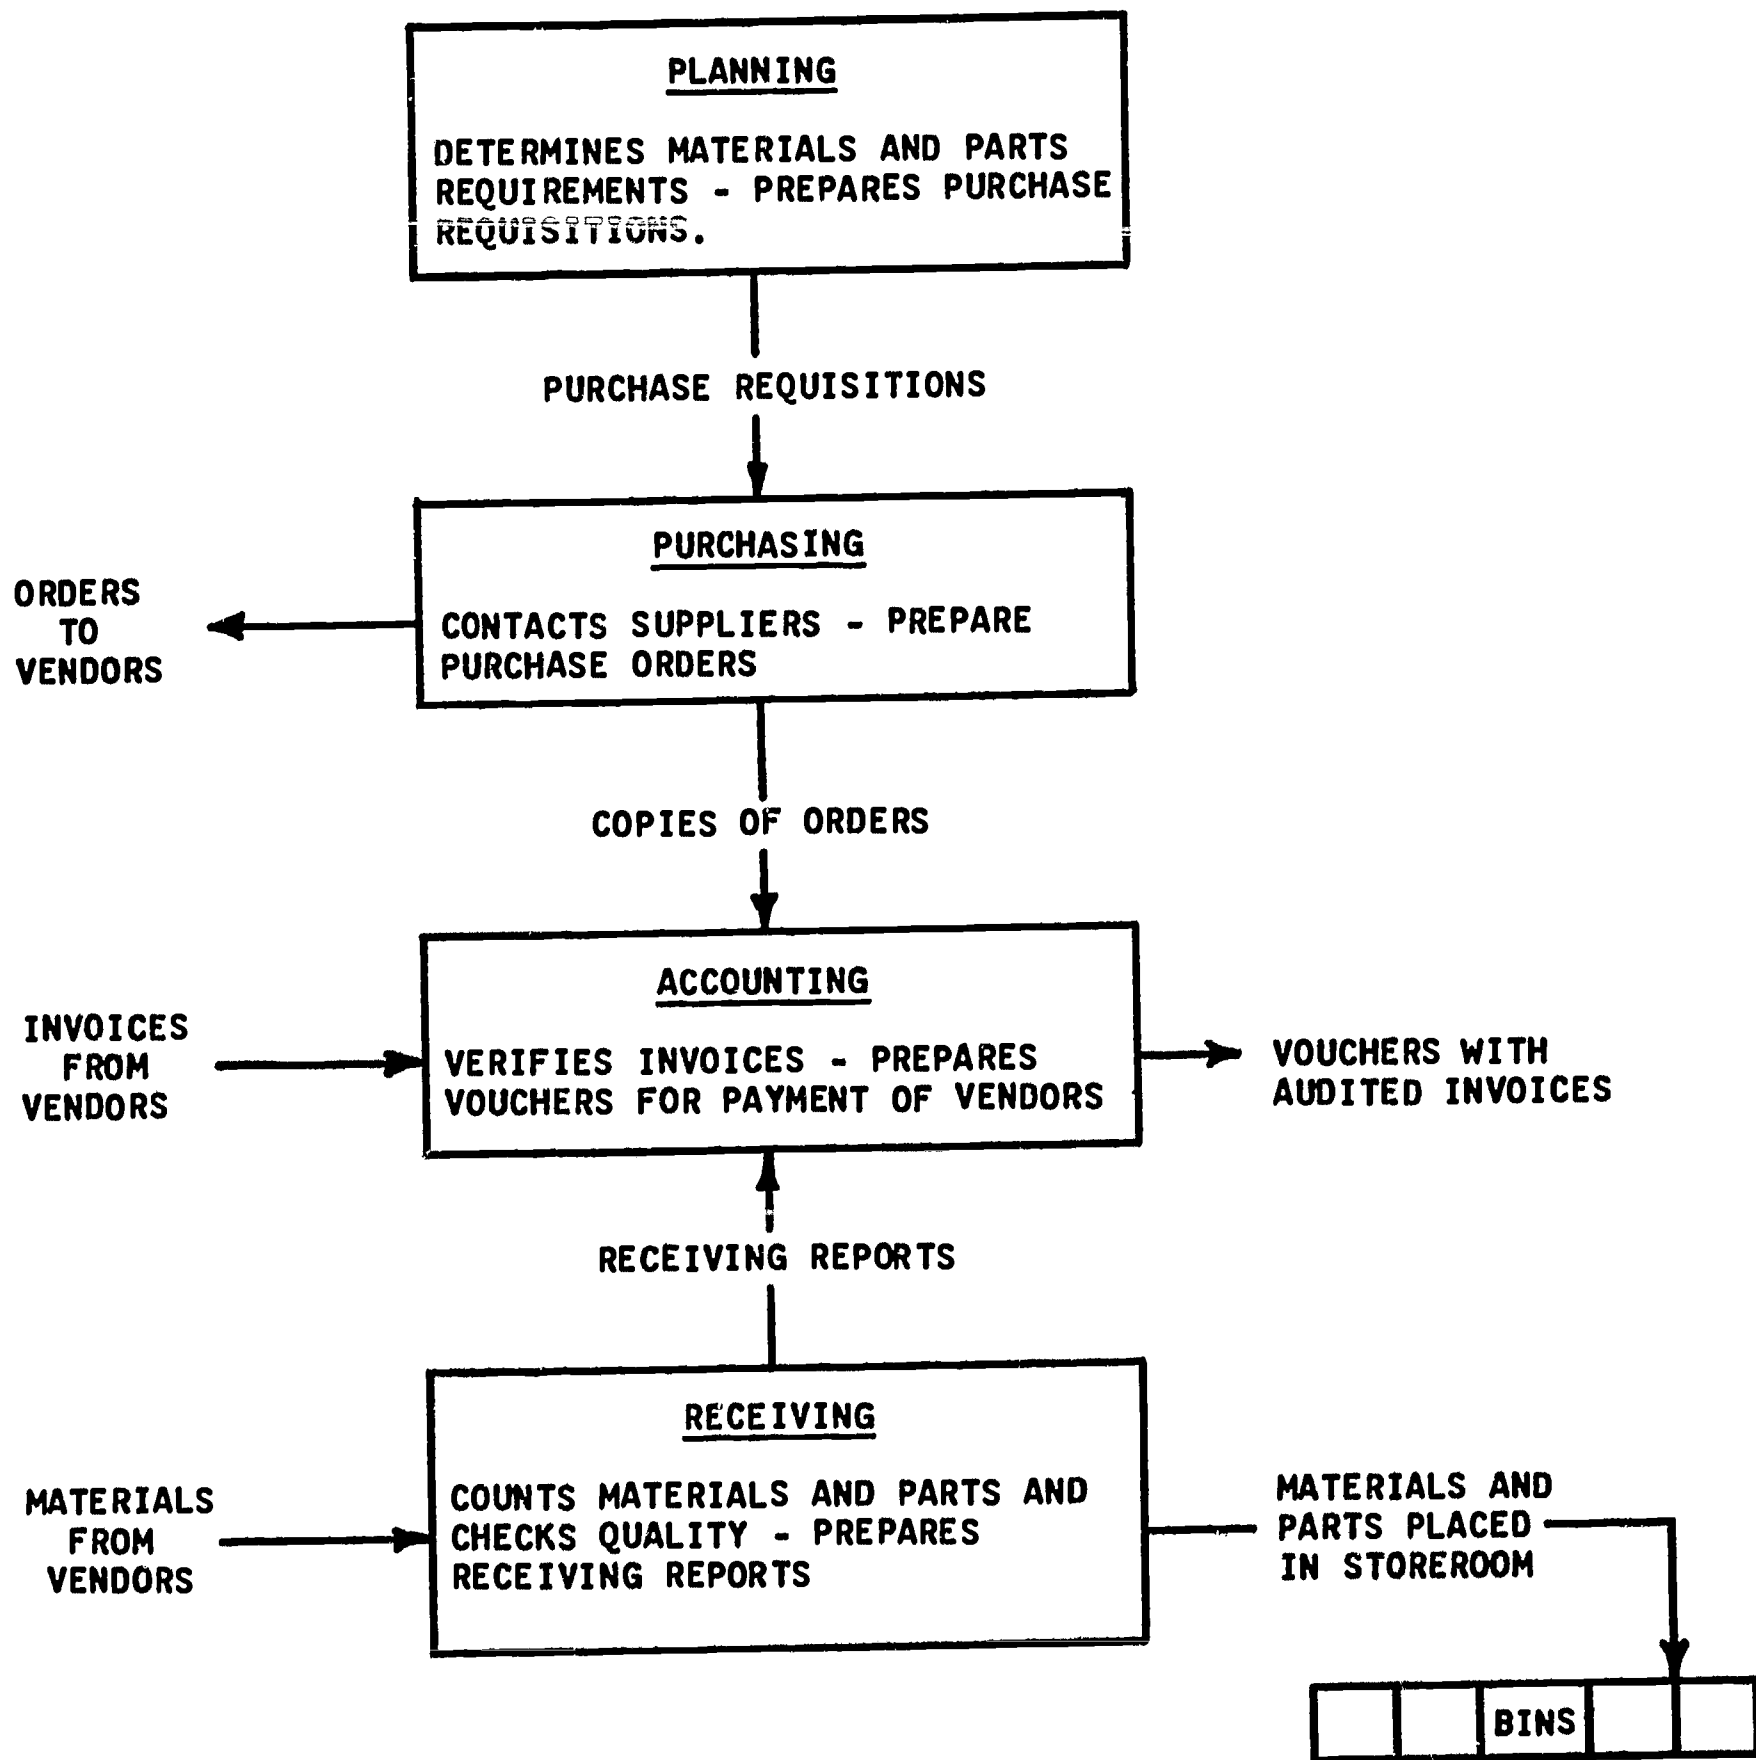 PLANNING
DETERMINES MATERIALS AND PARTS
REQUIREMENTS - PREPARES PURCHASE
REQUISITIONS.
PURCHASE REQUISITIONS
PURCHASING
CONTACTS SUPPLIERS - PREPARE
PURCHASE ORDERS
ORDERS
TO
VENDORS
COPIES OF ORDERS
ACCOUNTING
VERIFIES INVOICES - PREPARES
VOUCHERS FOR PAYMENT OF VENDORS
INVOICES
FROM
VENDORS
VOUCHERS WITH
AUDITED INVOICES
RECEIVING REPORTS
RECEIVING
COUNTS MATERIALS AND PARTS AND
CHECKS QUALITY - PREPARES
RECEIVING REPORTS
MATERIALS
FROM
VENDORS
MATERIALS AND
PARTS PLACED
IN STOREROOM
BINS